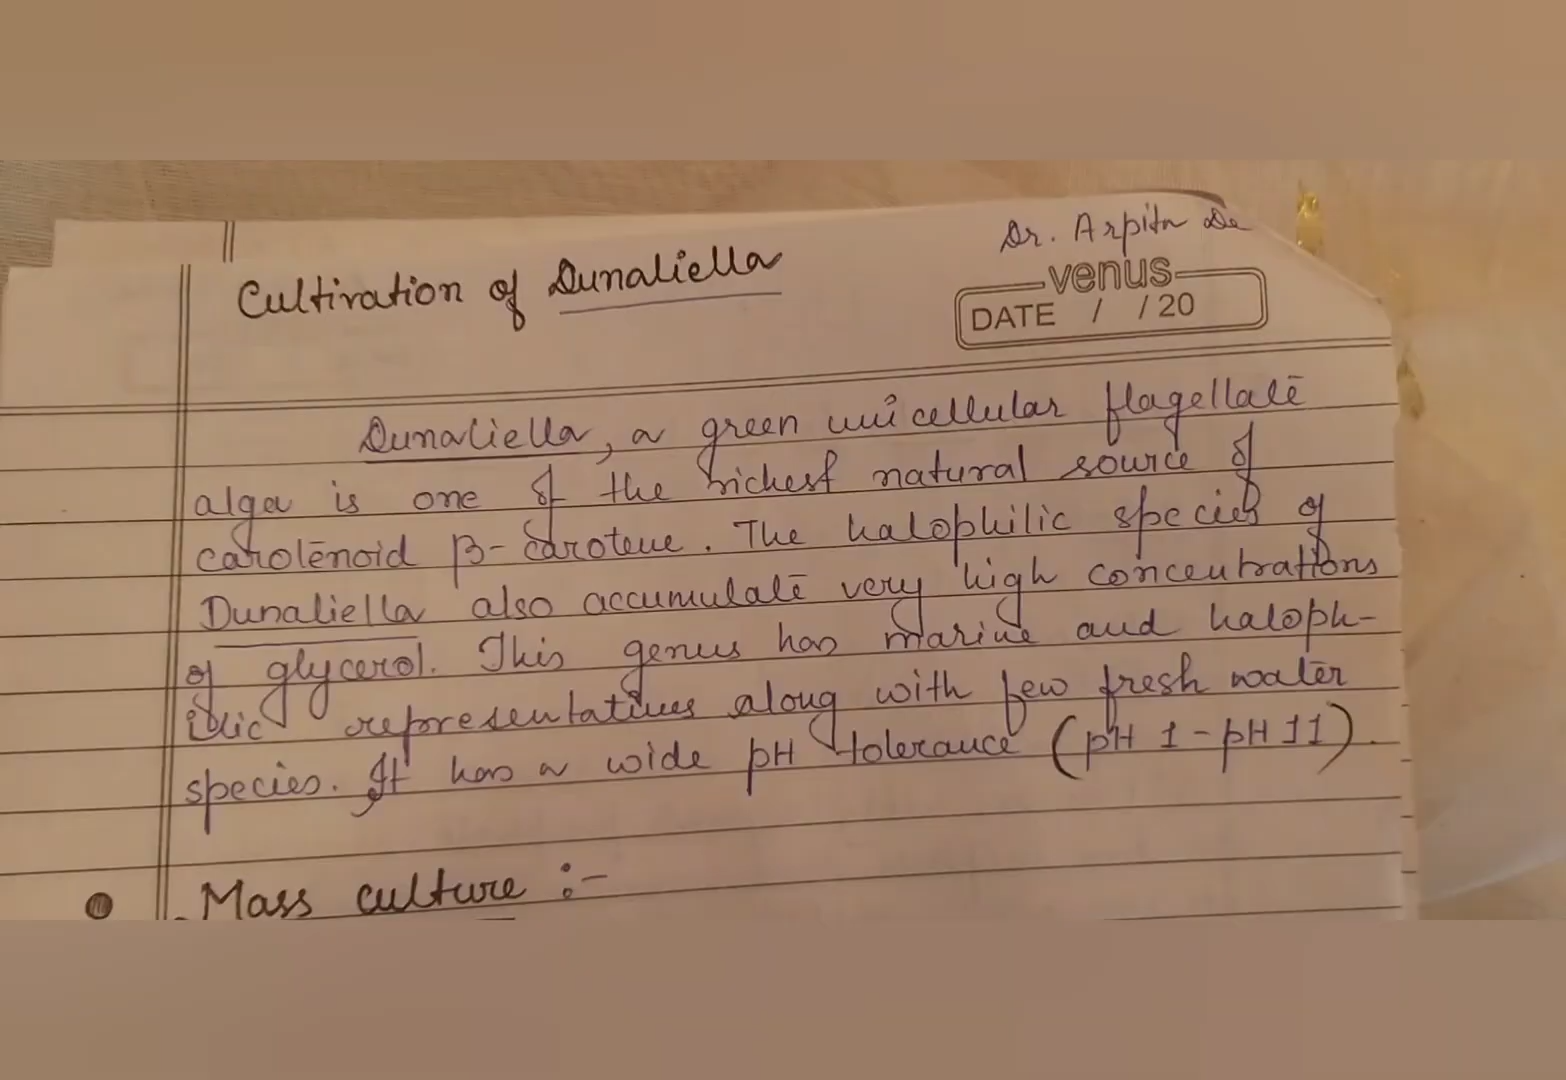 Dr. Arpita De
Cultivation of Dunaliella
venus
DATE / / 20
Dunaliella, a green unicellular flagellate
alga is one of the richest natural source of
carotenoid β-carotene. The halophilic species of
Dunaliella also accumulate very high concentrations
of glycerol. This genus has marine and haloph-
ilic representatives along with few fresh water
species. It has a wide pH tolerance (pH 1 - pH 11).
Mass culture :-